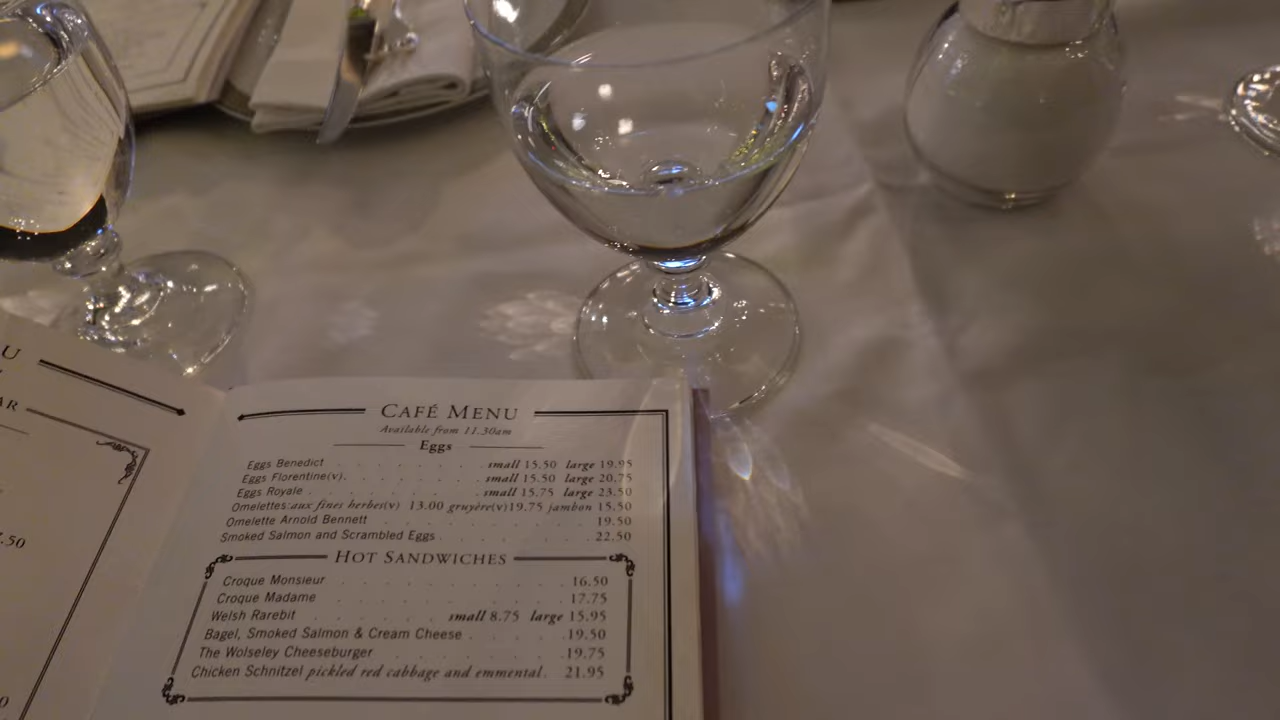 U
AR
.50
0
CAFÉ MENU
Available from 11.30am
Eggs
Eggs Benedict . . . . . . . small 15.50 large 19.95
Eggs Florentine(v). . . . . . . small 15.50 large 20.75
Eggs Royale . . . . . . . small 15.75 large 23.50
Omelettes:aux fines herbes(v) 13.00 gruyère(v)19.75 jambon 15.50
Omelette Arnold Bennett . . . . . . . 19.50
Smoked Salmon and Scrambled Eggs . . . . . . 22.50
HOT SANDWICHES
Croque Monsieur . . . . . . . 16.50
Croque Madame . . . . . . . 17.75
Welsh Rarebit . . . . small 8.75 large 15.95
Bagel, Smoked Salmon & Cream Cheese . . . . 19.50
The Wolseley Cheeseburger . . . . . . 19.75
Chicken Schnitzel pickled red cabbage and emmental. 21.95